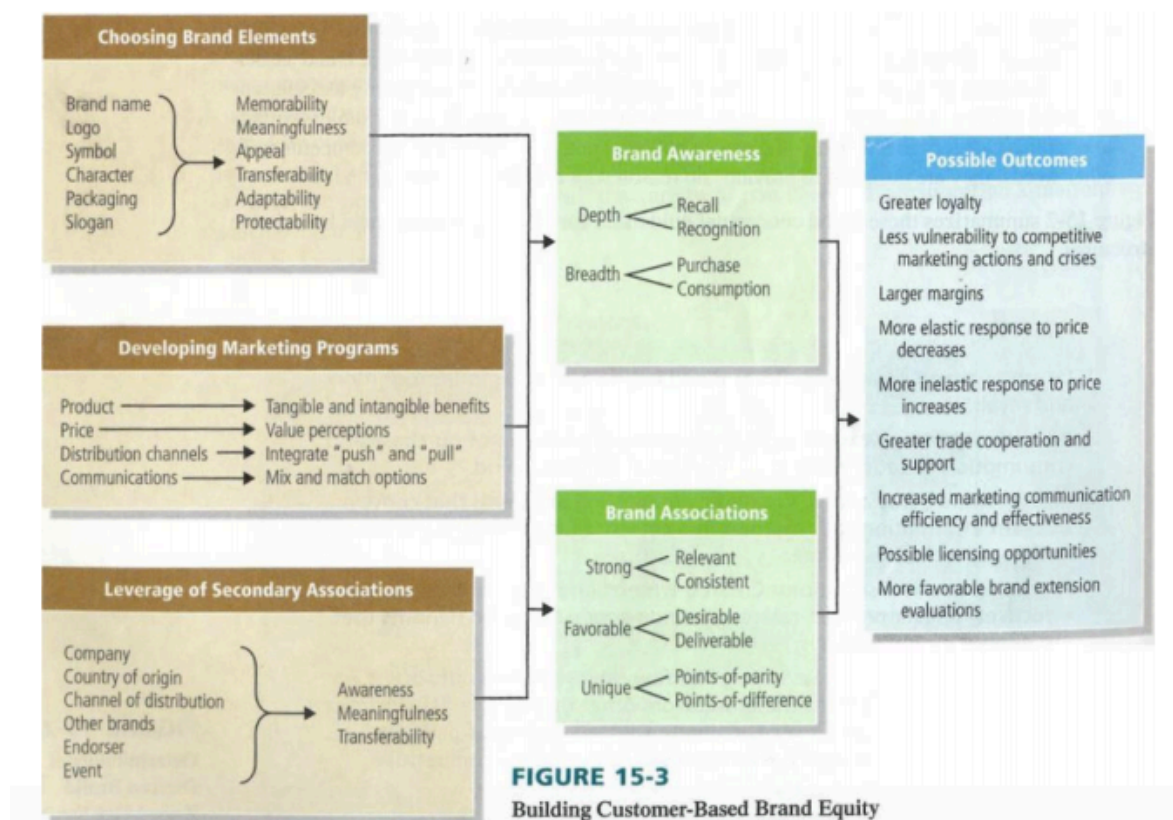 Choosing Brand Elements
Brand name
Logo
Symbol
Character
Packaging
Slogan
Memorability
Meaningfulness
Appeal
Transferability
Adaptability
Protectability
Developing Marketing Programs
Product
Price
Distribution channels
Communications
Tangible and intangible benefits
Value perceptions
Integrate "push" and "pull"
Mix and match options
Leverage of Secondary Associations
Company
Country of origin
Channel of distribution
Other brands
Endorser
Event
Awareness
Meaningfulness
Transferability
Brand Awareness
Depth
Recall
Recognition
Breadth
Purchase
Consumption
Brand Associations
Strong
Relevant
Consistent
Favorable
Desirable
Deliverable
Unique
Points-of-parity
Points-of-difference
Possible Outcomes
Greater loyalty
Less vulnerability to competitive
marketing actions and crises
Larger margins
More elastic response to price
decreases
More inelastic response to price
increases
Greater trade cooperation and
support
Increased marketing communication
efficiency and effectiveness
Possible licensing opportunities
More favorable brand extension
evaluations
FIGURE 15-3
Building Customer-Based Brand Equity